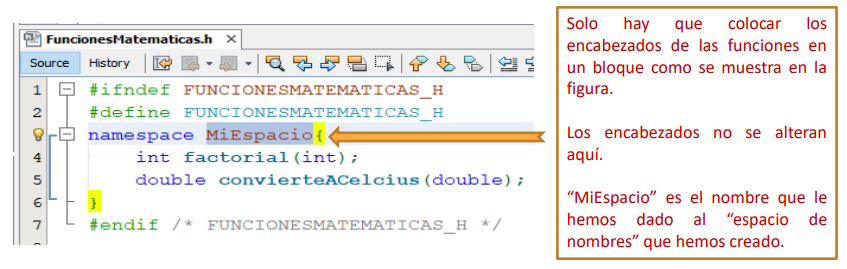 FuncionesMatematicas.h ×
Source History
1 #ifndef FUNCIONESMATEMATICAS_H
2 #define FUNCIONESMATEMATICAS_H
namespace MiEspacio{
4 int factorial(int);
5 double convierteACelcius(double);
6 }
7 #endif /* FUNCIONESMATEMATICAS_H */
Solo hay que colocar los
encabezados de las funciones en
un bloque como se muestra en la
figura.
Los encabezados no se alteran
aquí.
“MiEspacio” es el nombre que le
hemos dado al “espacio de
nombres” que hemos creado.